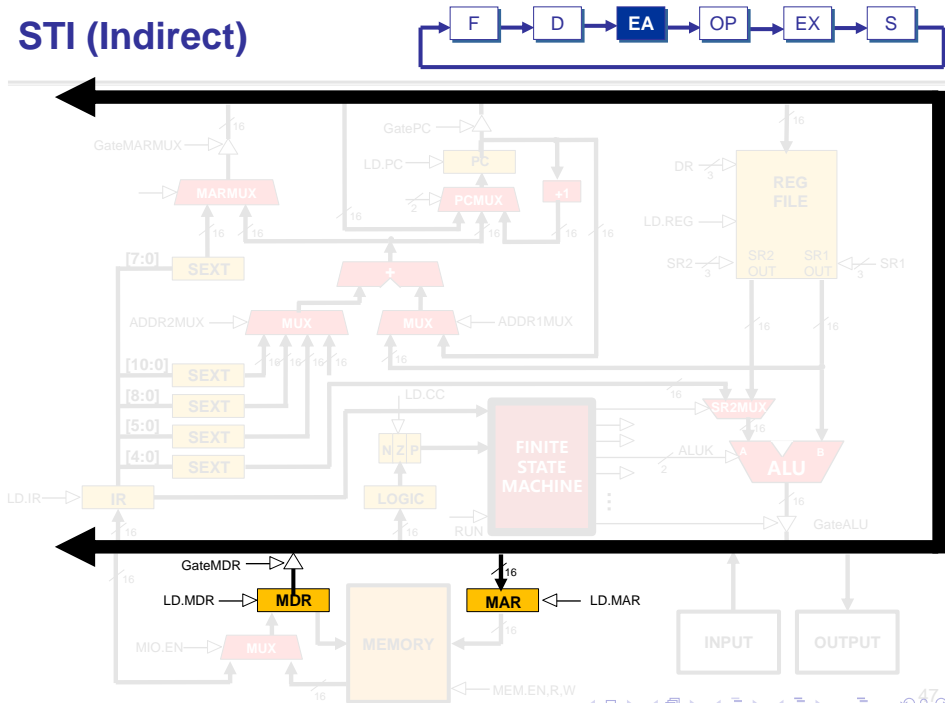 STI (Indirect)
F D EA OP EX S
16 16
GatePC
GateMARMUX
LD.PC PC DR 3
REG
FILE
MARMUX PCMUX +1
2
LD.REG
16 16 16 16 16 16
[7:0] SEXT
SR2 3 SR2 OUT SR1 OUT 3 SR1
+
ADDR2MUX MUX MUX ADDR1MUX
16 16
16 16 16 16 16
[10:0] SEXT
LD.CC 16
[8:0] SEXT
SR2MUX
[5:0] SEXT
16
N Z P FINITE
STATE
MACHINE
ALUK 2 A B
ALU
[4:0] SEXT
LD.IR IR LOGIC
16
16 16 RUN GateALU
GateMDR 16 16
LD.MDR MDR MAR LD.MAR
16
MIO.EN MUX MEMORY INPUT OUTPUT
16 MEM.EN,R,W
47